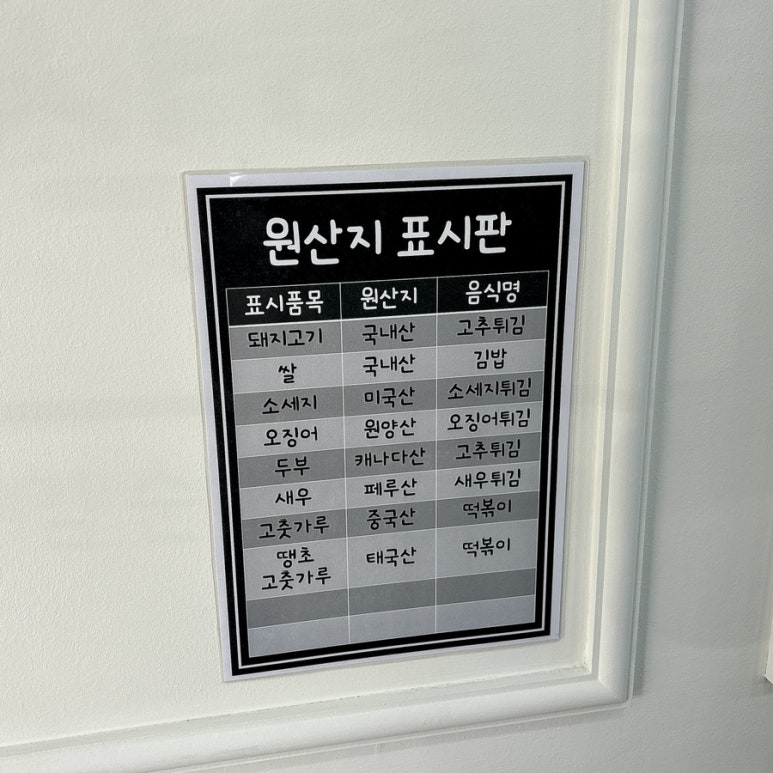 원산지 표시판
표시품목 원산지 음식명
돼지고기 국내산 고추튀김
쌀 국내산 김밥
소세지 미국산 소세지튀김
오징어 원양산 오징어튀김
두부 캐나다산 고추튀김
새우 페루산 새우튀김
고춧가루 중국산 떡볶이
땡초
고춧가루 태국산 떡볶이